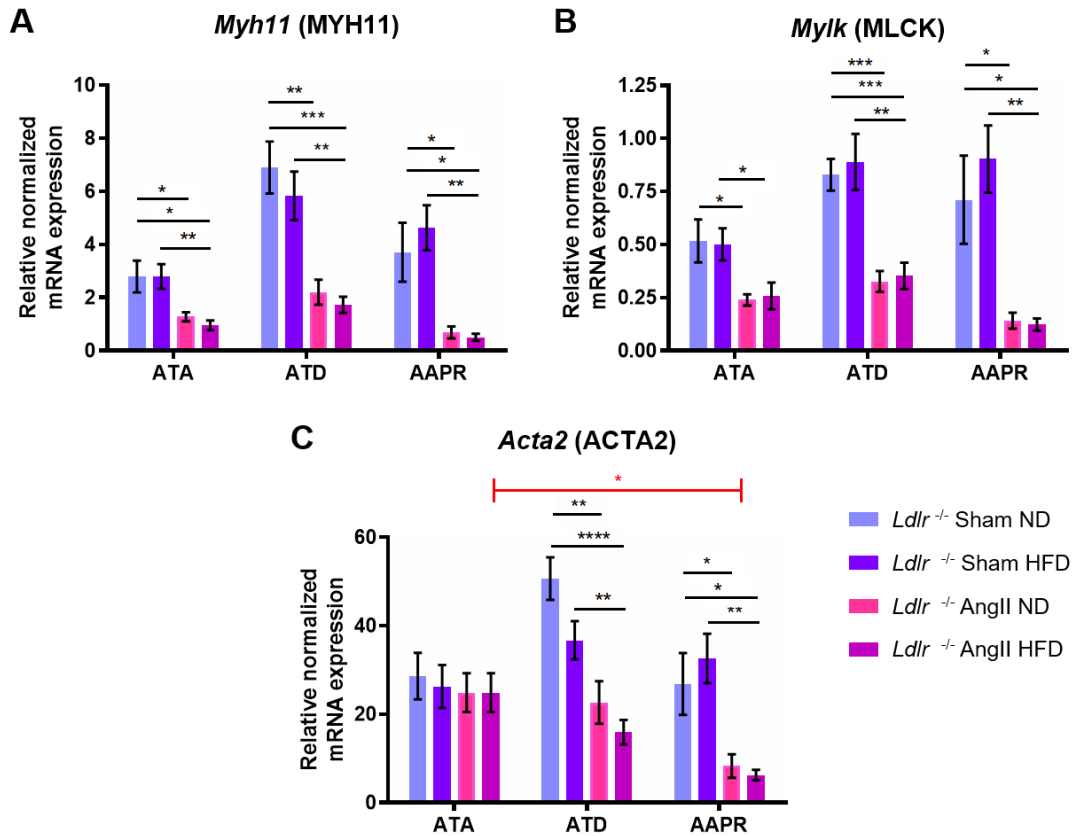 A
Myh11 (MYH11)
Relative normalized
mRNA expression
10
8
6
4
2
0
*
*
**
**
***
**
*
*
**
ATA
ATD
AAPR
B
Mylk (MLCK)
Relative normalized
mRNA expression
1.25
1.00
0.75
0.50
0.25
0.00
*
*
***
***
**
*
*
**
ATA
ATD
AAPR
C
Acta2 (ACTA2)
*
Relative normalized
mRNA expression
60
40
20
0
**
****
**
*
*
**
ATA
ATD
AAPR
Ldlr -/- Sham ND
Ldlr -/- Sham HFD
Ldlr -/- AngII ND
Ldlr -/- AngII HFD